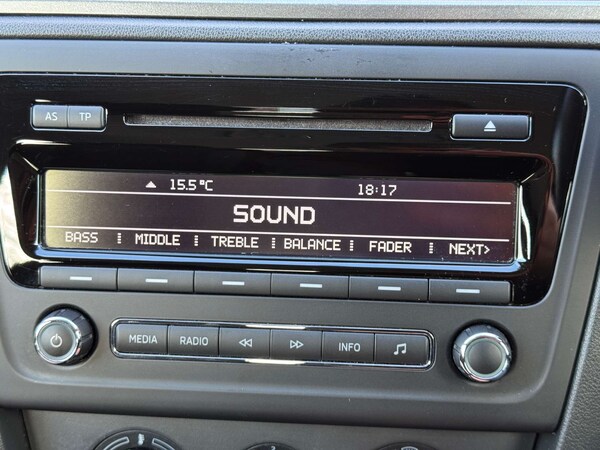 AS TP
15.5°C 18:17
SOUND
BASS MIDDLE TREBLE BALANCE FADER NEXT>
MEDIA RADIO INFO